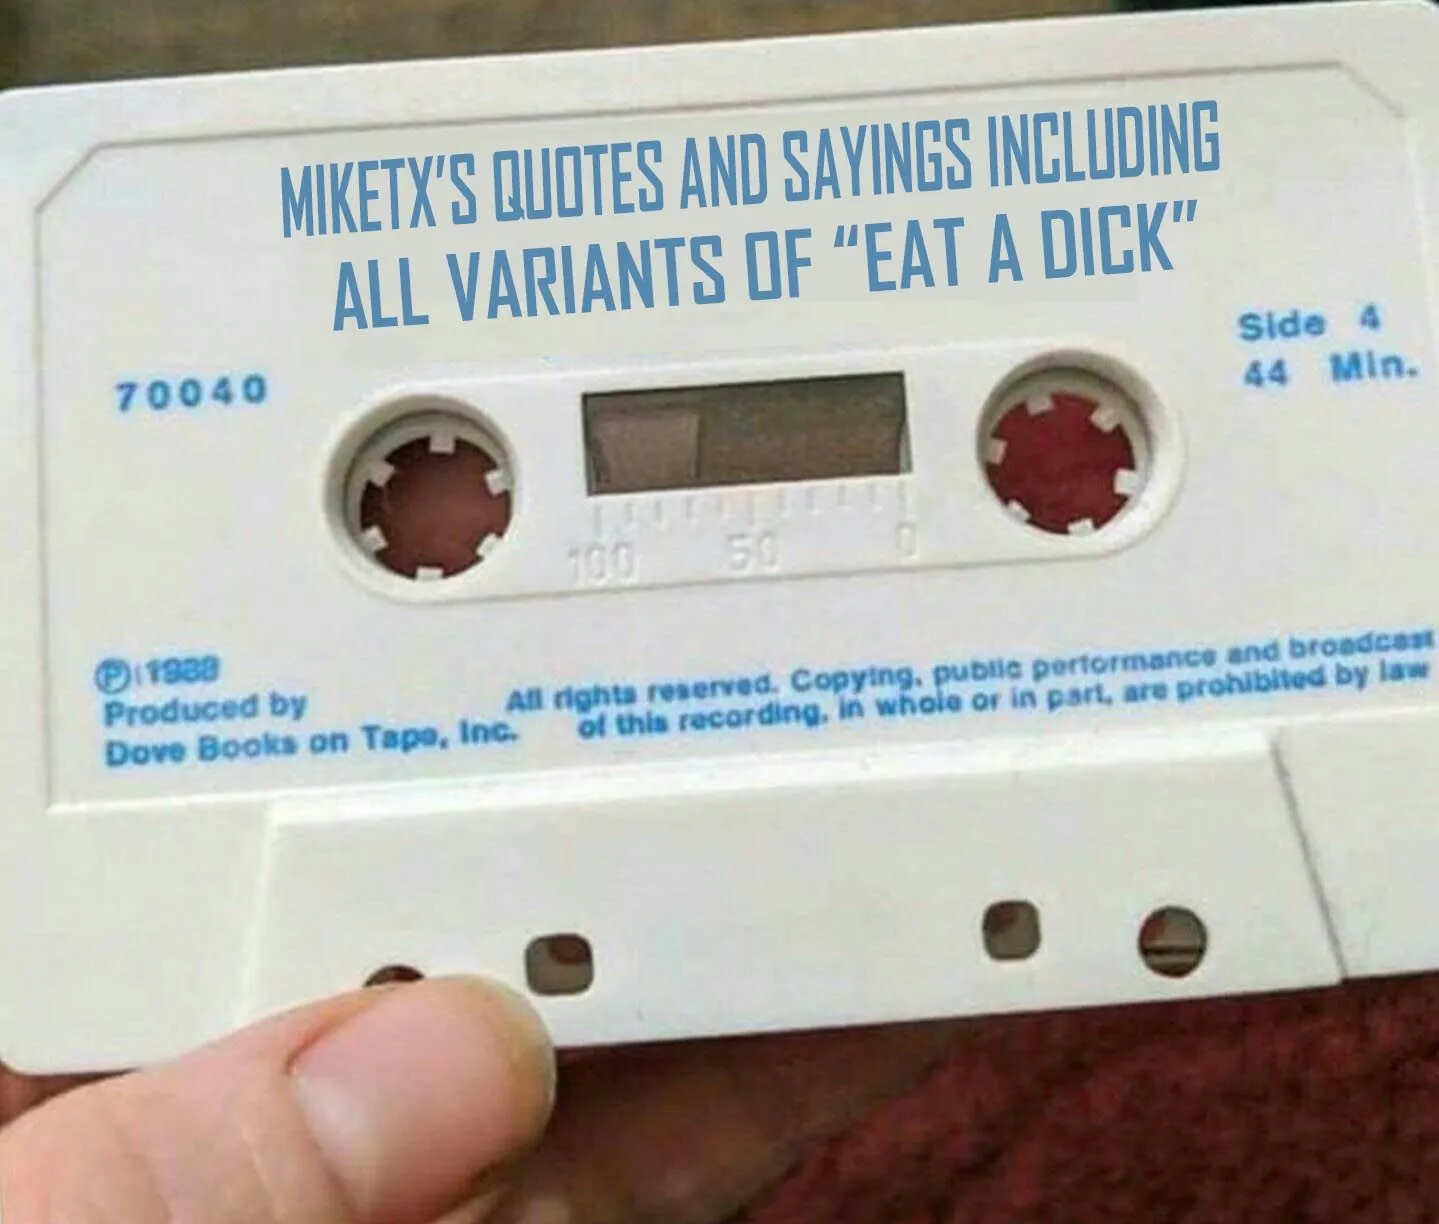 MIKETX'S QUOTES AND SAYINGS INCLUDING
ALL VARIANTS OF “EAT A DICK”
Side 4
44 Min.
70040
100 50 0
℗ 1988
Produced by
Dove Books on Tape, Inc.
All rights reserved. Copying, public performance and broadcast
of this recording, in whole or in part, are prohibited by law